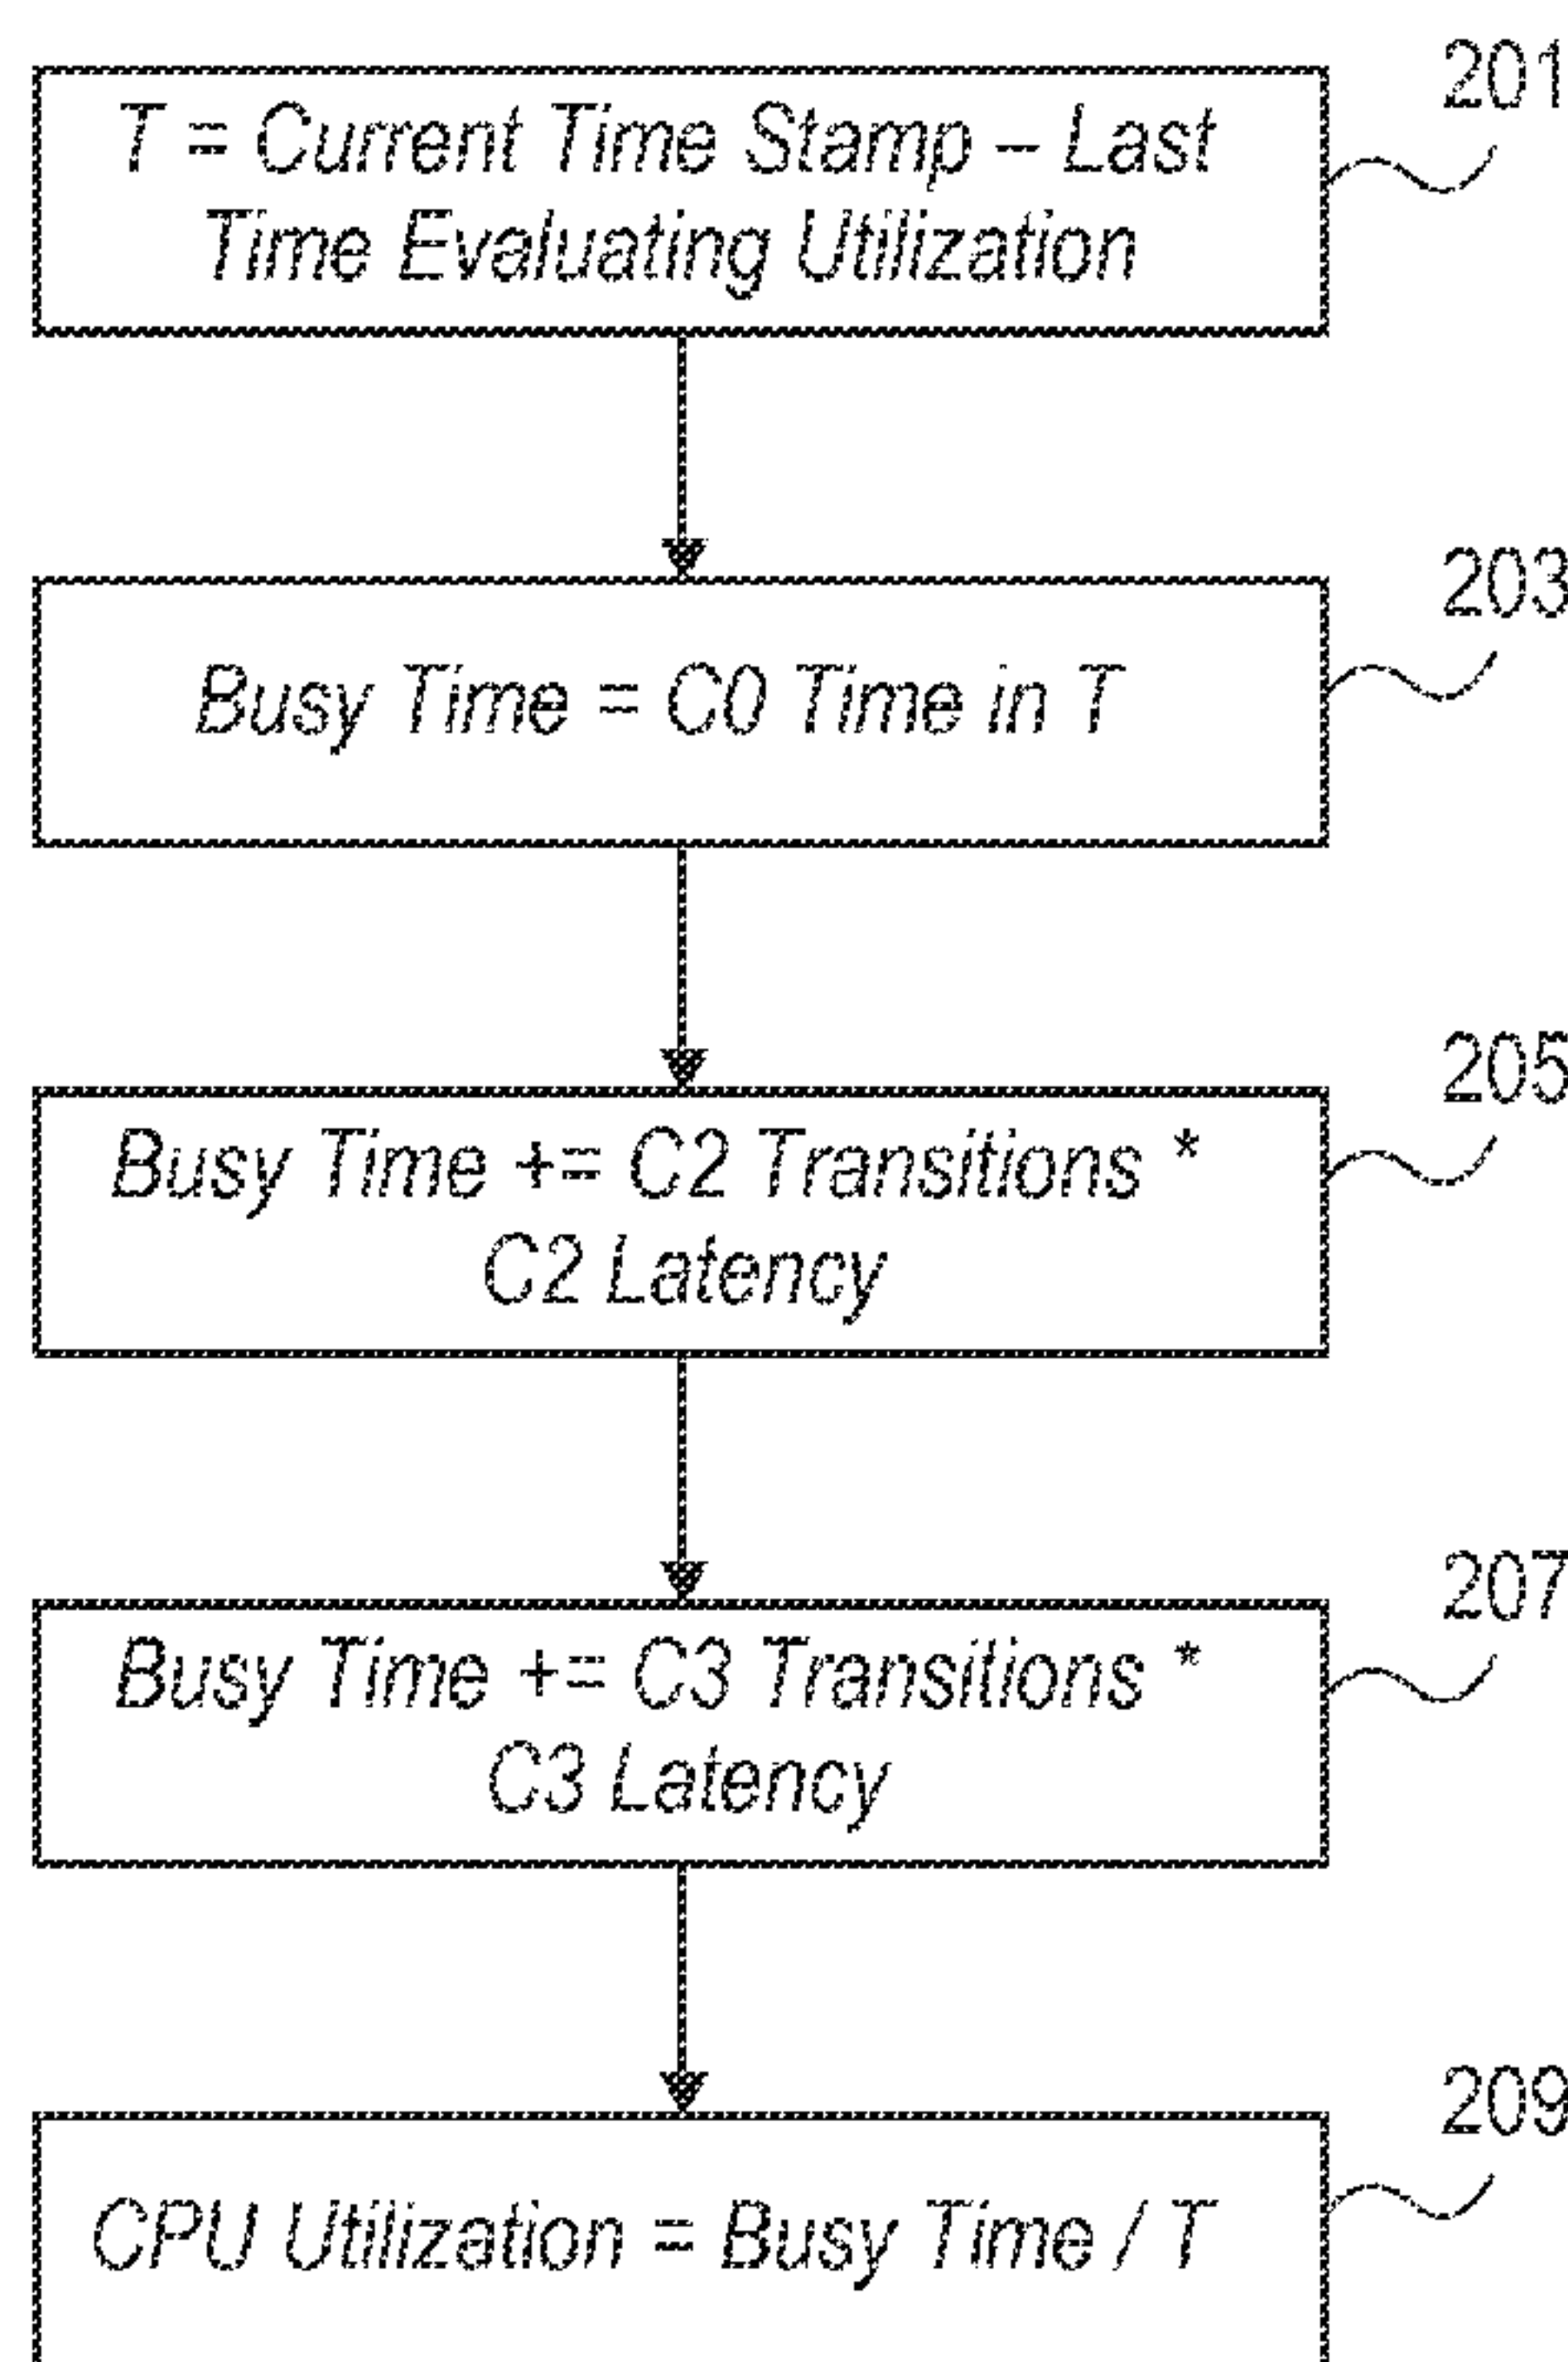 201
T = Current Time Stamp – Last
Time Evaluating Utilization
203
Busy Time = C0 Time in T
205
Busy Time += C2 Transitions *
C2 Latency
207
Busy Time += C3 Transitions *
C3 Latency
209
CPU Utilization = Busy Time / T